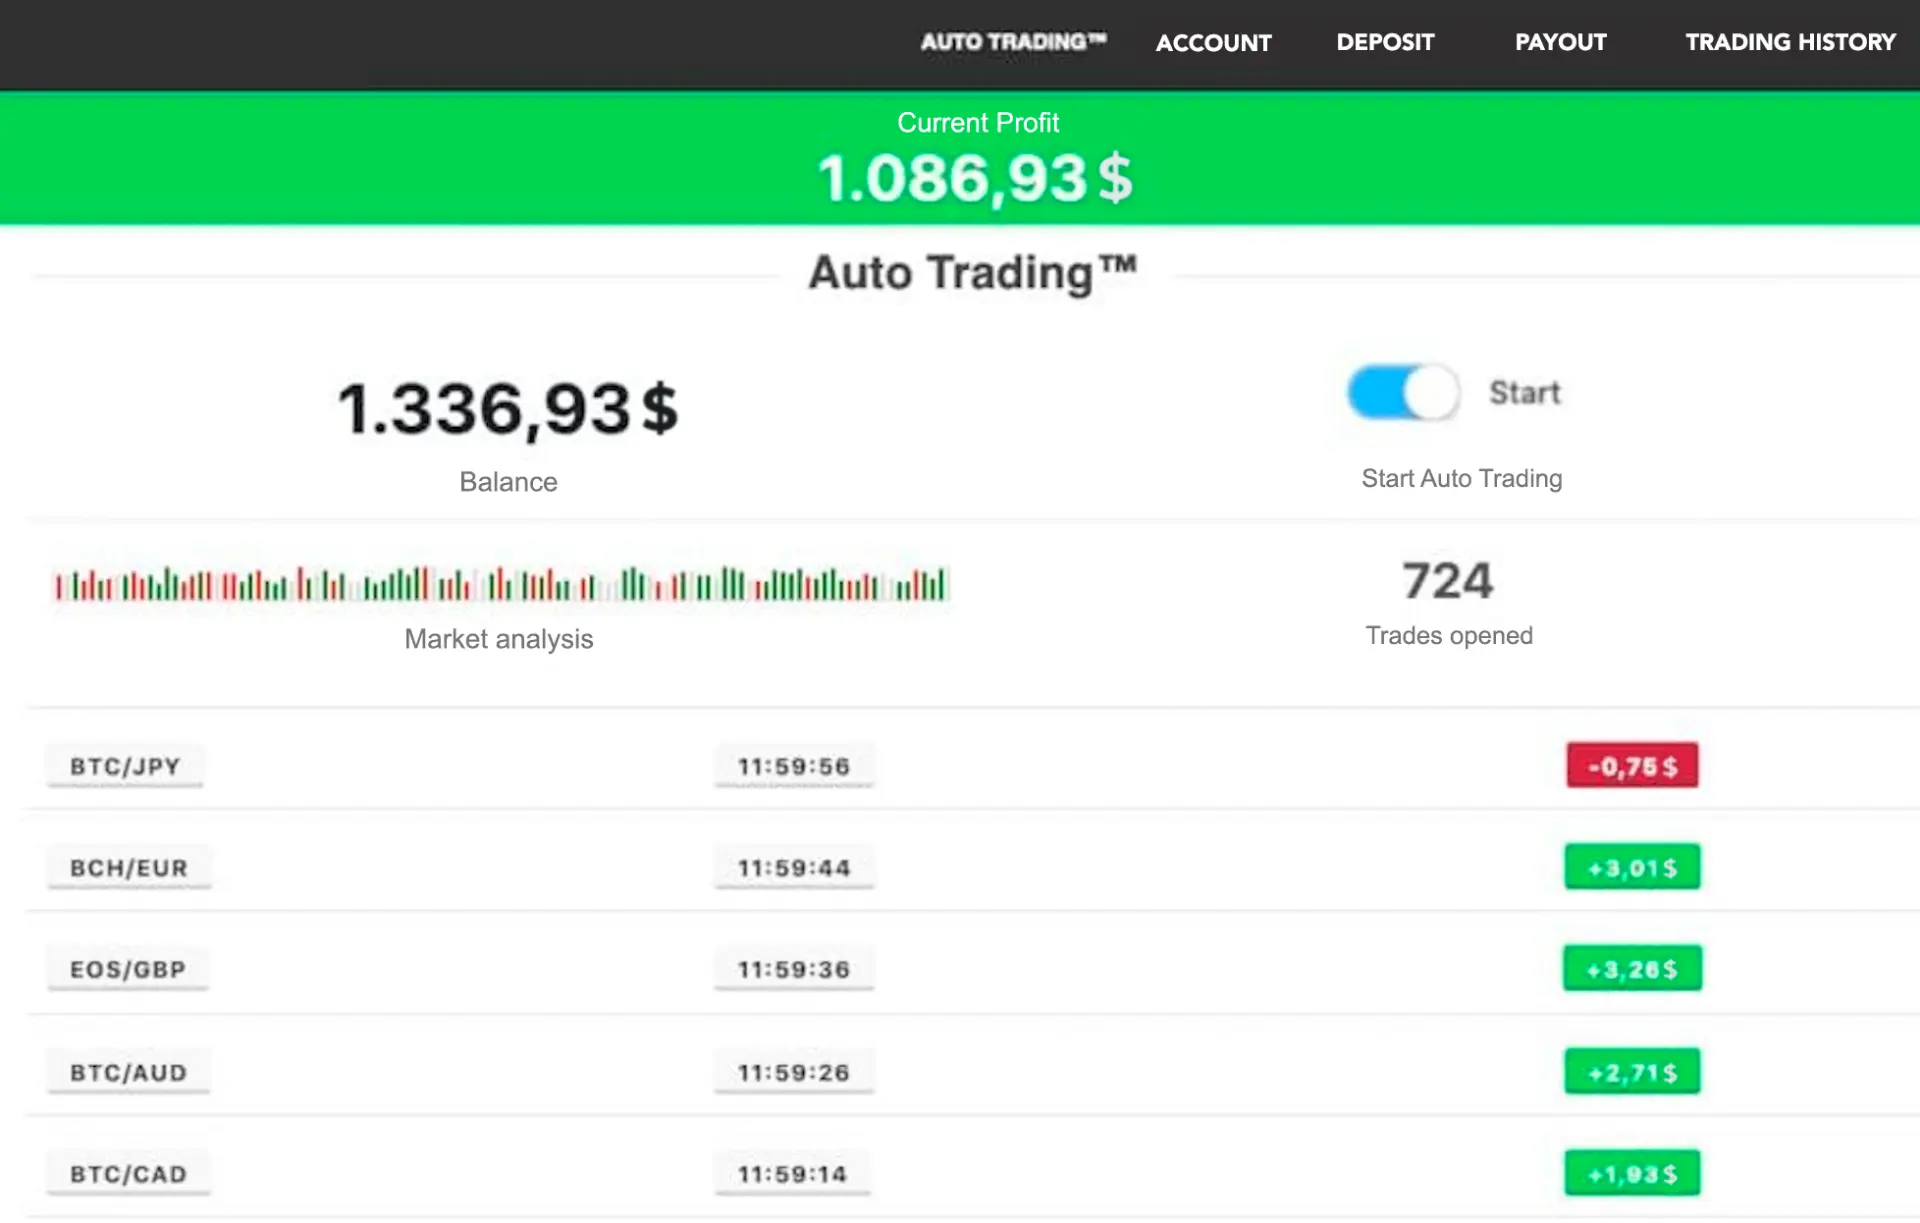 AUTO TRADING™ ACCOUNT DEPOSIT PAYOUT TRADING HISTORY
Current Profit
1.086,93 $
Auto Trading™
1.336,93 $
Balance
Start
Start Auto Trading
Market analysis
724
Trades opened
BTC/JPY 11:59:56 -0,75 $
BCH/EUR 11:59:44 +3,01 $
EOS/GBP 11:59:36 +3,26 $
BTC/AUD 11:59:26 +2,71 $
BTC/CAD 11:59:14 +1,93 $